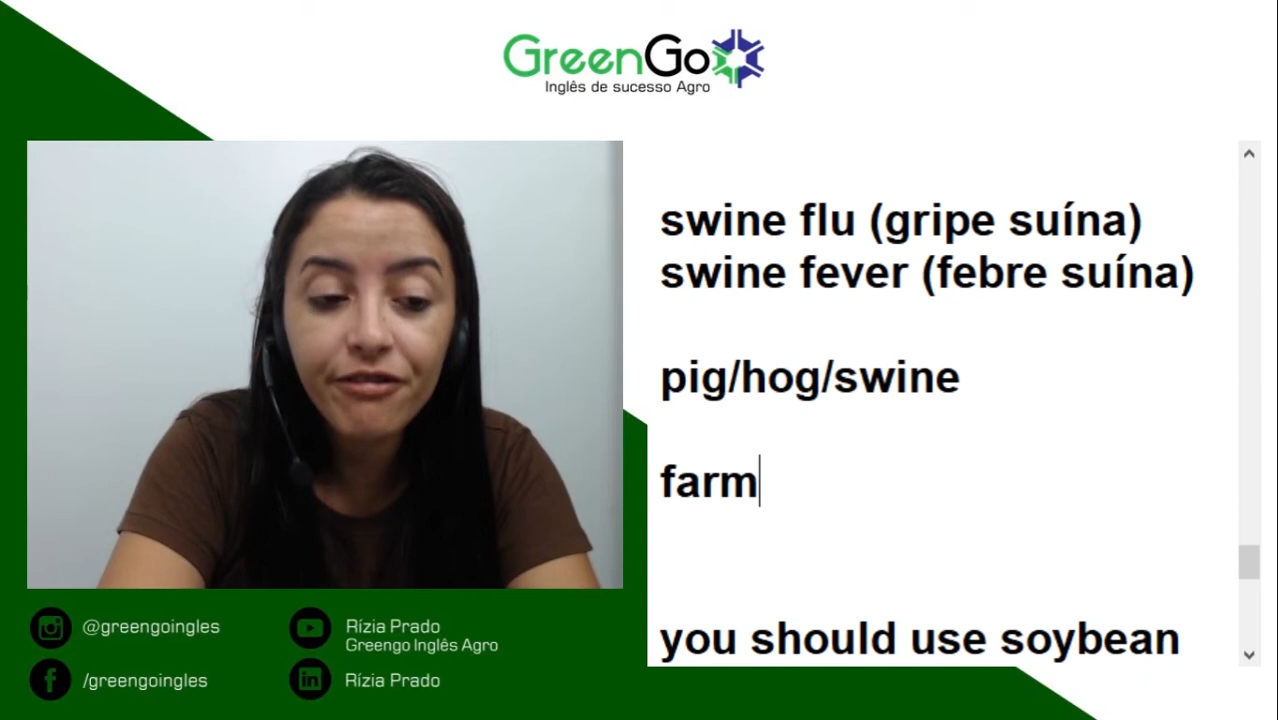 GreenGo
Inglês de sucesso Agro
swine flu (gripe suína)
swine fever (febre suína)
pig/hog/swine
farm
you should use soybean
@greengoingles
Rízia Prado
Greengo Inglês Agro
/greengoingles
Rízia Prado